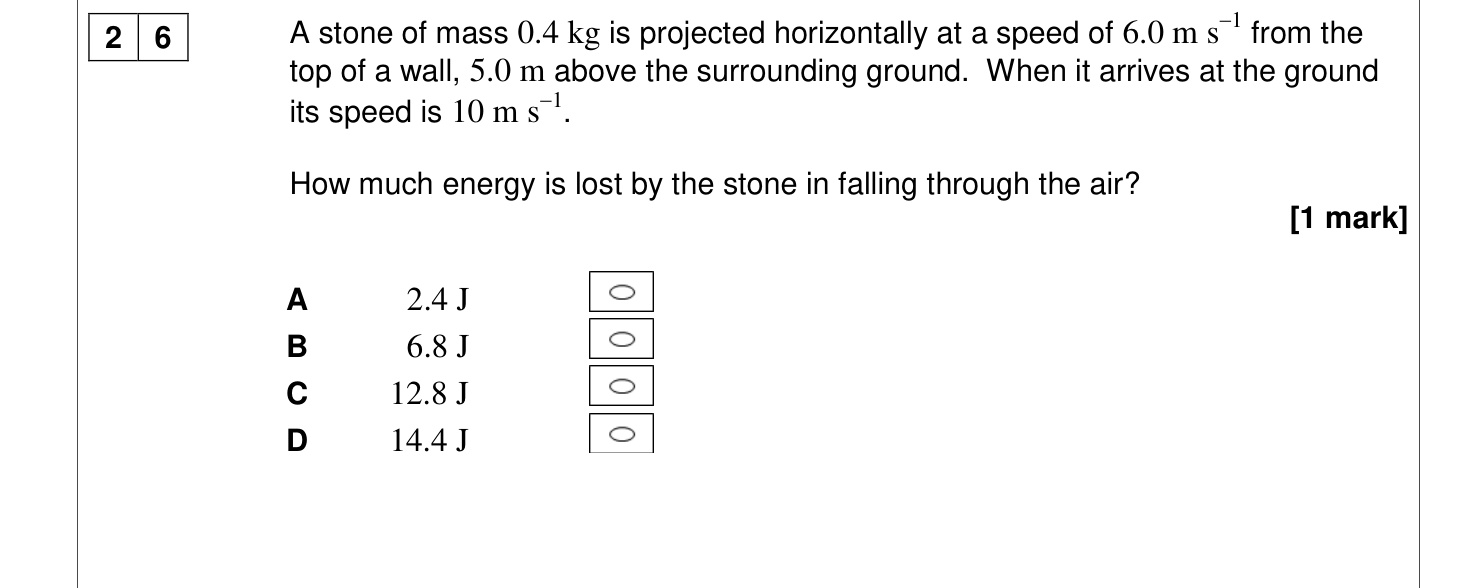 2 6
A stone of mass 0.4 kg is projected horizontally at a speed of 6.0 m s⁻¹ from the
top of a wall, 5.0 m above the surrounding ground. When it arrives at the ground
its speed is 10 m s⁻¹.
How much energy is lost by the stone in falling through the air?
[1 mark]
A 2.4 J
B 6.8 J
C 12.8 J
D 14.4 J